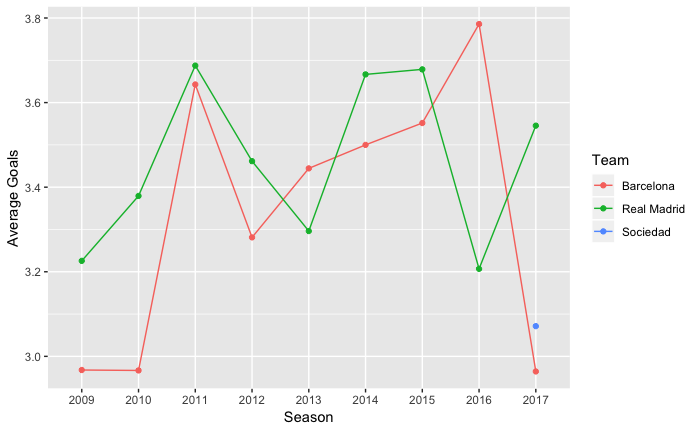 3.8
3.6
3.4
3.2
3.0
Average Goals
2009 2010 2011 2012 2013 2014 2015 2016 2017
Season
Team
Barcelona
Real Madrid
Sociedad